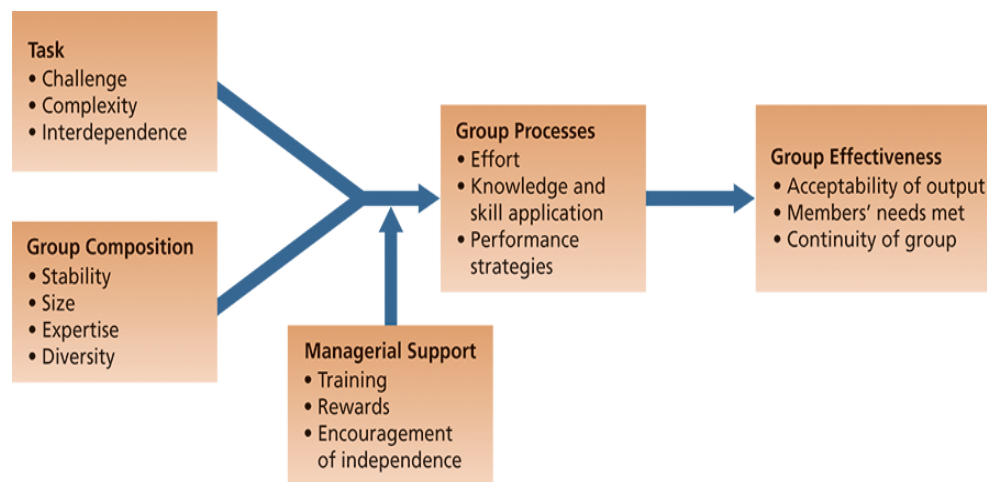 Task
• Challenge
• Complexity
• Interdependence
Group Composition
• Stability
• Size
• Expertise
• Diversity
Managerial Support
• Training
• Rewards
• Encouragement
of independence
Group Processes
• Effort
• Knowledge and
skill application
• Performance
strategies
Group Effectiveness
• Acceptability of output
• Members' needs met
• Continuity of group